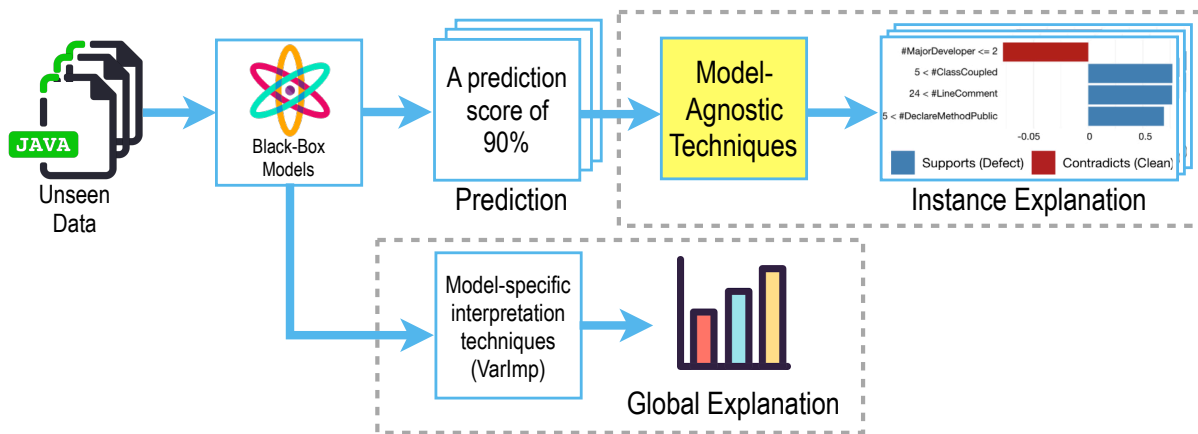 JAVA
Unseen
Data
Black-Box
Models
A prediction
score of
90%
Prediction
Model-
Agnostic
Techniques
#MajorDeveloper <= 2
5 < #ClassCoupled
24 < #LineComment
5 < #DeclareMethodPublic
-0.05 0 0.5
Supports (Defect) Contradicts (Clean)
Instance Explanation
Model-specific
interpretation
techniques
(VarImp)
Global Explanation